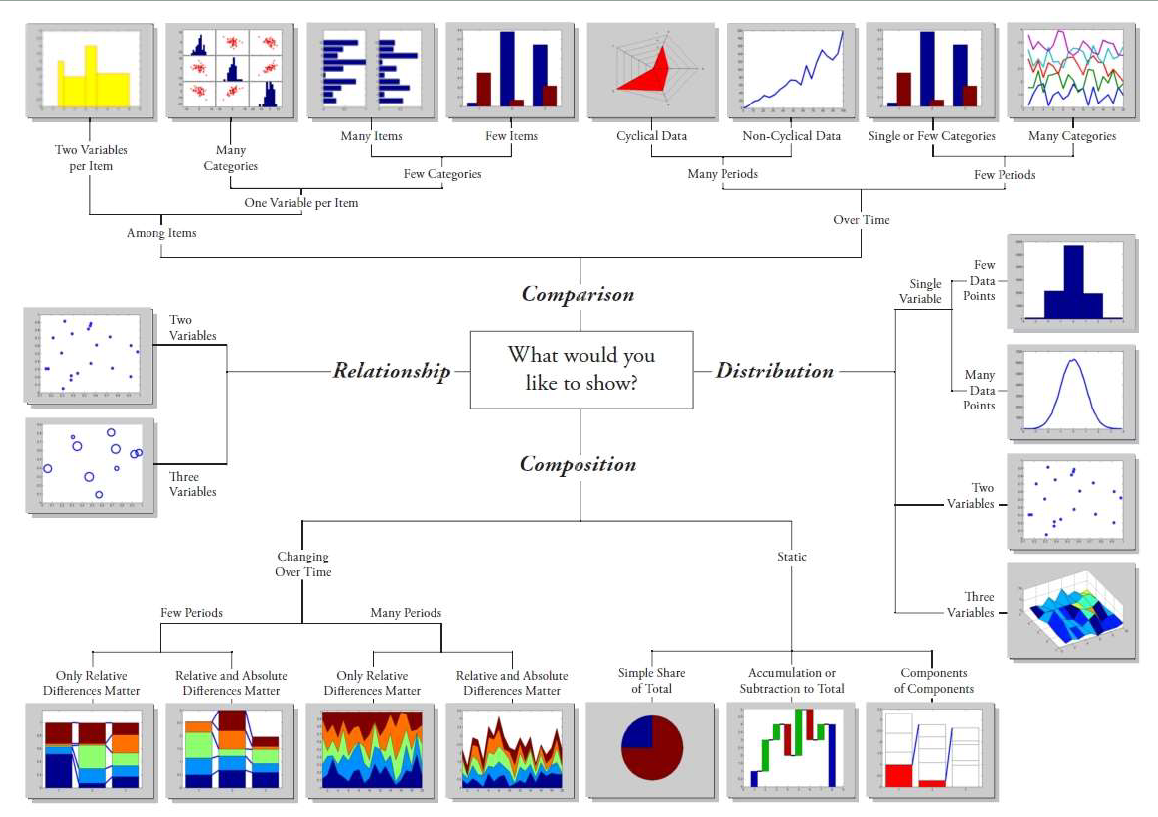 Two Variables
per Item
Many
Categories
Many Items
Few Items
Cyclical Data
Non-Cyclical Data
Single or Few Categories
Many Categories
Few Categories
Many Periods
Few Periods
One Variable per Item
Over Time
Among Items
Comparison
Single
Variable
Few
Data
Points
Two
Variables
Relationship
What would you
like to show?
Distribution
Many
Data
Points
Composition
Three
Variables
Two
Variables
Changing
Over Time
Static
Three
Variables
Few Periods
Many Periods
Only Relative
Differences Matter
Relative and Absolute
Differences Matter
Only Relative
Differences Matter
Relative and Absolute
Differences Matter
Simple Share
of Total
Accumulation or
Subtraction to Total
Components
of Components